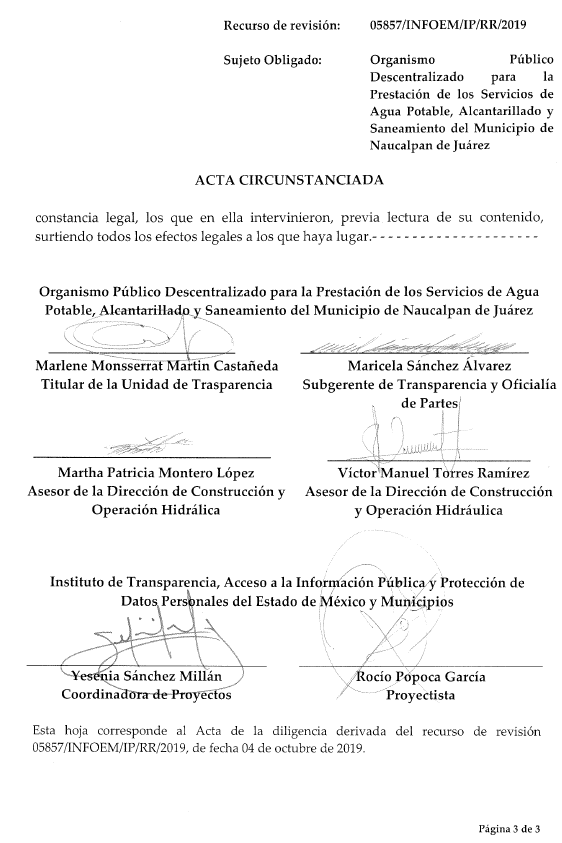 Recurso de revisión: 05857/INFOEM/IP/RR/2019
Sujeto Obligado: Organismo Público
Descentralizado para la
Prestación de los Servicios de
Agua Potable, Alcantarillado y
Saneamiento del Municipio de
Naucalpan de Juárez
ACTA CIRCUNSTANCIADA
constancia legal, los que en ella intervinieron, previa lectura de su contenido,
surtiendo todos los efectos legales a los que haya lugar.- - - - - - - - - - - - - - - - - - - - -
Organismo Público Descentralizado para la Prestación de los Servicios de Agua
Potable, Alcantarillado y Saneamiento del Municipio de Naucalpan de Juárez
Marlene Monsserrat Martin Castañeda
Titular de la Unidad de Trasparencia
Maricela Sánchez Álvarez
Subgerente de Transparencia y Oficialía
de Partes
Martha Patricia Montero López
Asesor de la Dirección de Construcción y
Operación Hidrálica
Víctor Manuel Torres Ramírez
Asesor de la Dirección de Construcción
y Operación Hidráulica
Instituto de Transparencia, Acceso a la Información Pública y Protección de
Datos Personales del Estado de México y Municipios
Yesenia Sánchez Millán
Coordinadora de Proyectos
Rocío Popoca García
Proyectista
Esta hoja corresponde al Acta de la diligencia derivada del recurso de revisión
05857/INFOEM/IP/RR/2019, de fecha 04 de octubre de 2019.
Página 3 de 3